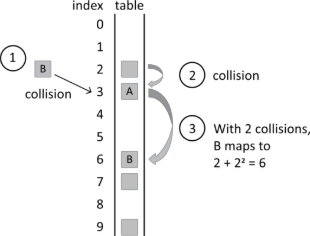 index table
0
1
1
B
2
2
collision
collision
3
A
4
5
3
With 2 collisions,
B maps to
2 + 2² = 6
6
B
7
8
9